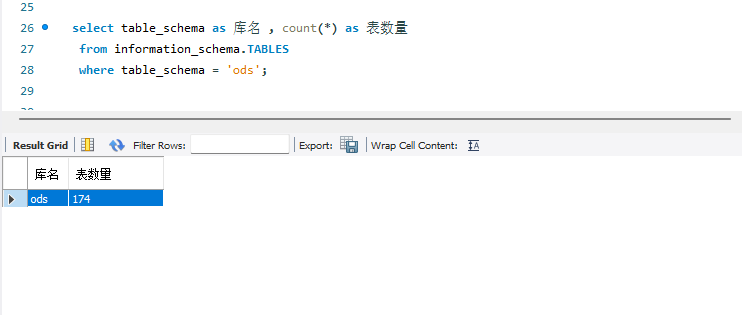 25
26 select table_schema as 库名 , count(*) as 表数量
27 from information_schema.TABLES
28 where table_schema = 'ods';
29
Result Grid Filter Rows: Export: Wrap Cell Content:
库名 表数量
ods 174